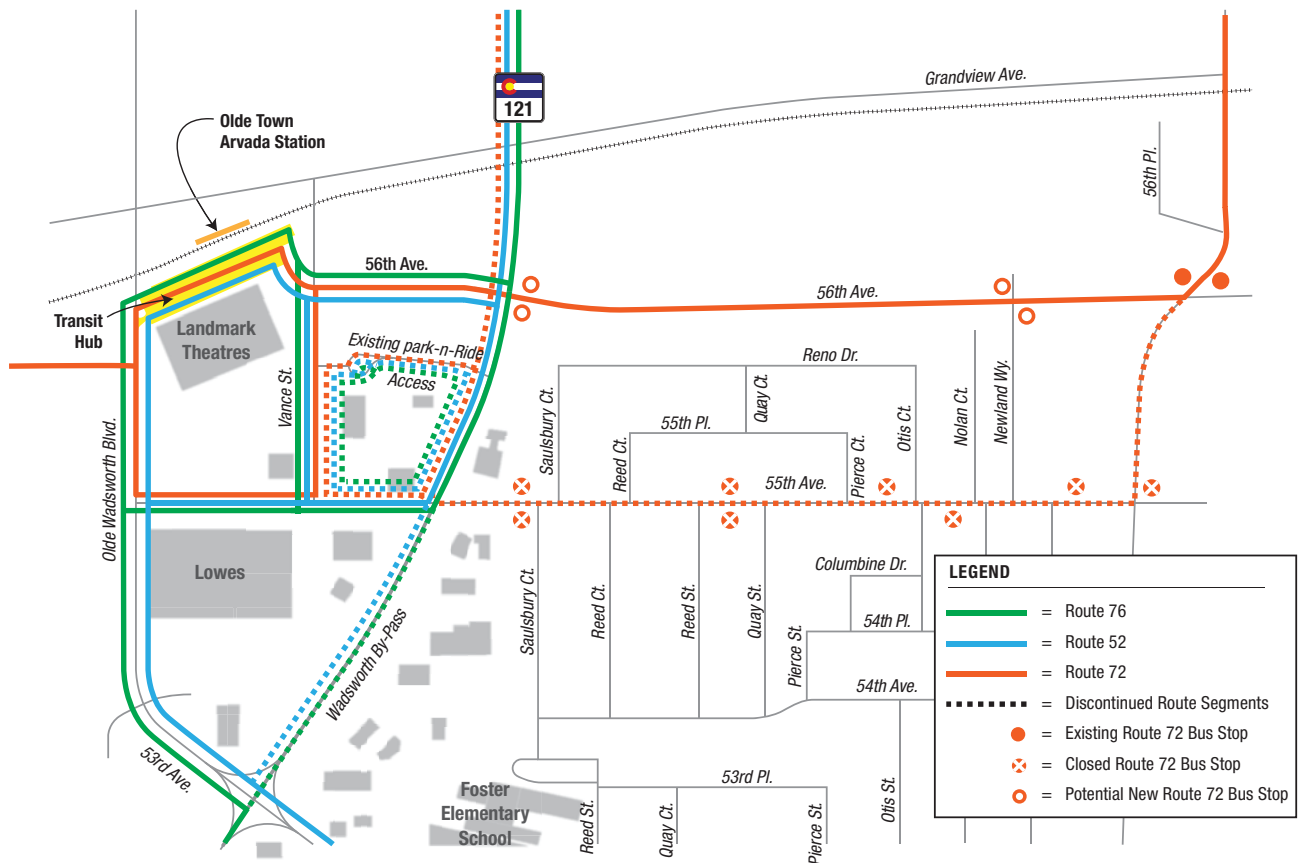 Grandview Ave.
121
Olde Town
Arvada Station
56th Pl.
56th Ave.
56th Ave.
Transit
Hub
Landmark
Theatres
Existing park-n-Ride
Access
Vance St.
Olde Wadsworth Blvd.
Reno Dr.
Saulsbury Ct.
Quay Ct.
Otis Ct.
Nolan Ct.
Newland Wy.
55th Pl.
Reed Ct.
Pierce Ct.
55th Ave.
Lowes
Wadsworth By-Pass
53rd Ave.
Saulsbury Ct.
Reed Ct.
Reed St.
Quay St.
Columbine Dr.
54th Pl.
Pierce St.
54th Ave.
Otis St.
53rd Pl.
Foster
Elementary
School
Reed St.
Quay Ct.
Pierce St.
LEGEND
= Route 76
= Route 52
= Route 72
= Discontinued Route Segments
= Existing Route 72 Bus Stop
= Closed Route 72 Bus Stop
= Potential New Route 72 Bus Stop